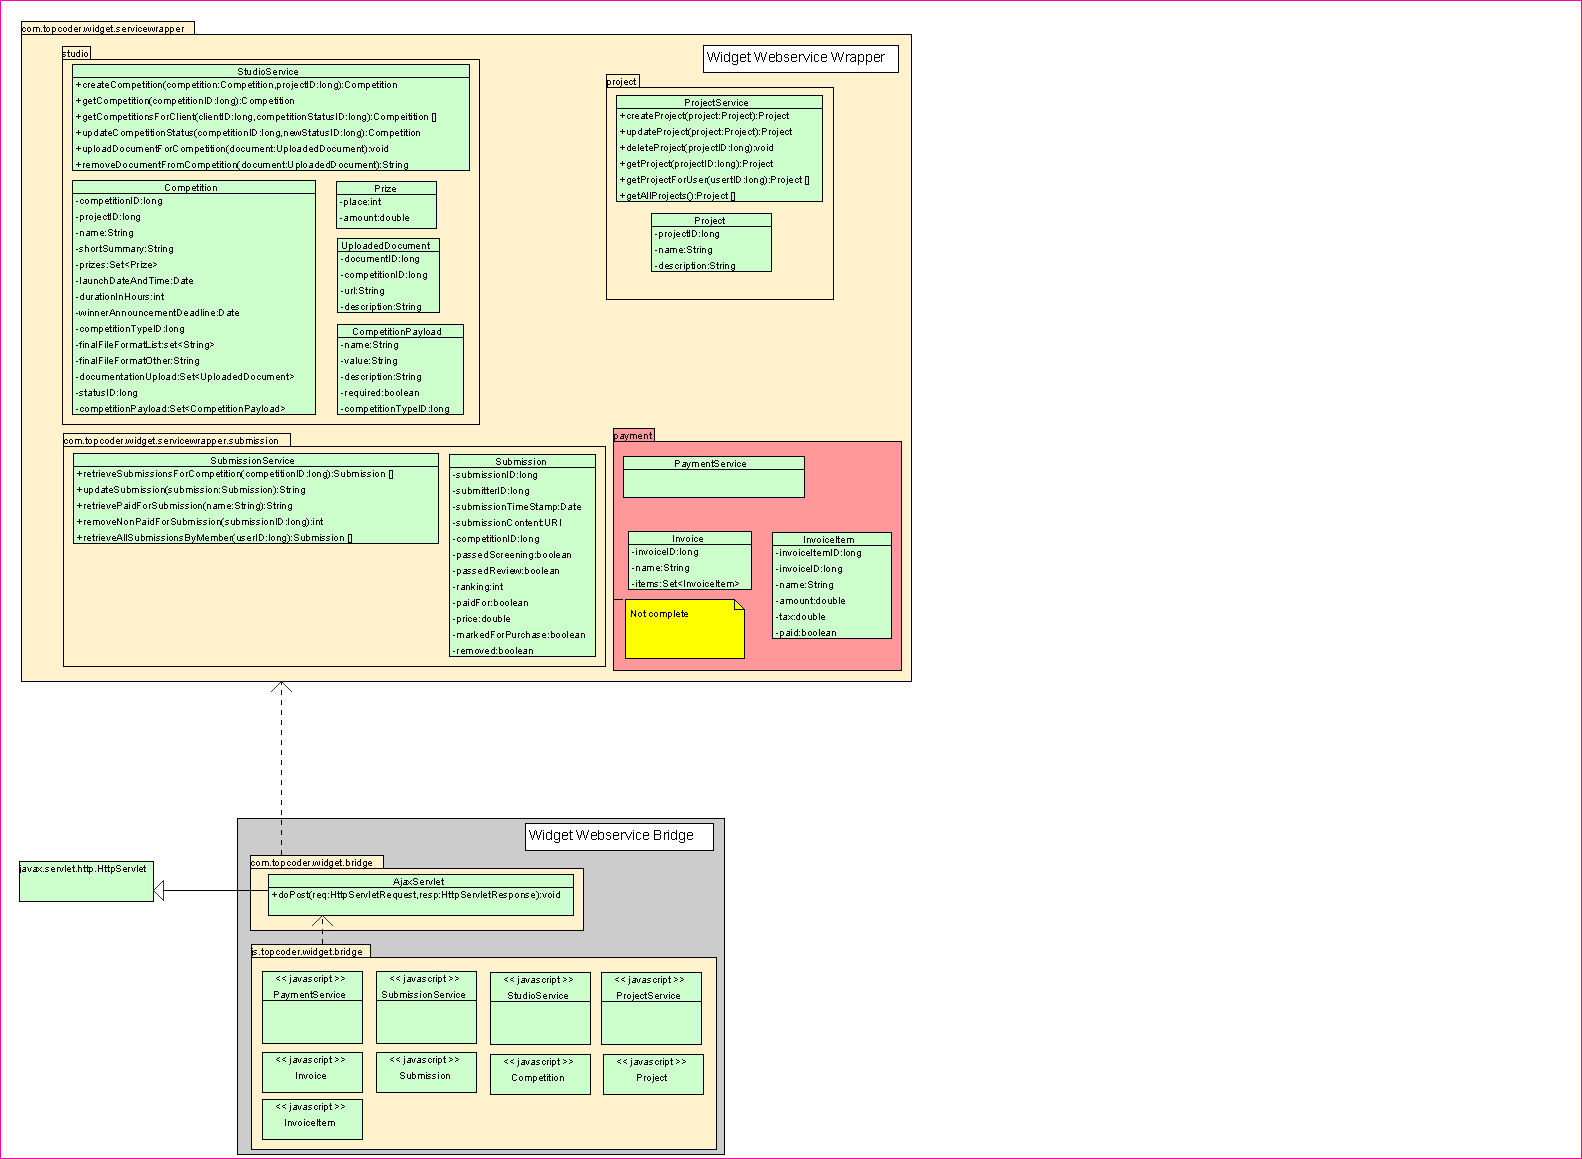 com.topcoder.widget.servicewrapper
Widget Webservice Wrapper
studio
StudioService
+createCompetition(competition:Competition,projectID:long):Competition
+getCompetition(competitionID:long):Competition
+getCompetitionsForClient(clientID:long,competitionStatusID:long):Compeitition []
+updateCompetitionStatus(competitionID:long,newStatusID:long):Competition
+uploadDocumentForCompetition(document:UploadedDocument):void
+removeDocumentFromCompetition(document:UploadedDocument):String
Competition
-competitionID:long
-projectID:long
-name:String
-shortSummary:String
-prizes:Set<Prize>
-launchDateAndTime:Date
-durationInHours:int
-winnerAnnouncementDeadline:Date
-competitionTypeID:long
-finalFileFormatList:set<String>
-finalFileFormatOther:String
-documentationUpload:Set<UploadedDocument>
-statusID:long
-competitionPayload:Set<CompetitionPayload>
Prize
-place:int
-amount:double
UploadedDocument
-documentID:long
-competitionID:long
-url:String
-description:String
CompetitionPayload
-name:String
-value:String
-description:String
-required:boolean
-competitionTypeID:long
project
ProjectService
+createProject(project:Project):Project
+updateProject(project:Project):Project
+deleteProject(projectID:long):void
+getProject(projectID:long):Project
+getProjectForUser(usertID:long):Project []
+getAllProjects():Project []
Project
-projectID:long
-name:String
-description:String
com.topcoder.widget.servicewrapper.submission
SubmissionService
+retrieveSubmissionsForCompetition(competitionID:long):Submission []
+updateSubmission(submission:Submission):String
+retrievePaidForSubmission(name:String):String
+removeNonPaidForSubmission(submissionID:long):int
+retrieveAllSubmissionsByMember(userID:long):Submission []
Submission
-submissionID:long
-submitterID:long
-submissionTimeStamp:Date
-submissionContent:URI
-competitionID:long
-passedScreening:boolean
-passedReview:boolean
-ranking:int
-paidFor:boolean
-price:double
-markedForPurchase:boolean
-removed:boolean
payment
PaymentService
Invoice
-invoiceID:long
-name:String
-items:Set<InvoiceItem>
InvoiceItem
-invoiceItemID:long
-invoiceID:long
-name:String
-amount:double
-tax:double
-paid:boolean
Not complete
Widget Webservice Bridge
com.topcoder.widget.bridge
javax.servlet.http.HttpServlet
AjaxServlet
+doPost(req:HttpServletRequest,resp:HttpServletResponse):void
js.topcoder.widget.bridge
<< javascript >>
PaymentService
<< javascript >>
SubmissionService
<< javascript >>
StudioService
<< javascript >>
ProjectService
<< javascript >>
Invoice
<< javascript >>
Submission
<< javascript >>
Competition
<< javascript >>
Project
<< javascript >>
InvoiceItem